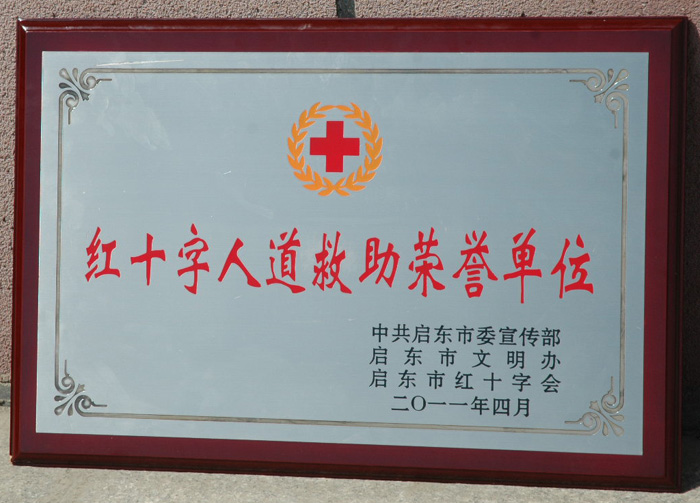 红十字人道救助荣誉单位
中共启东市委宣传部
启东市文明办
启东市红十字会
二〇一一年四月